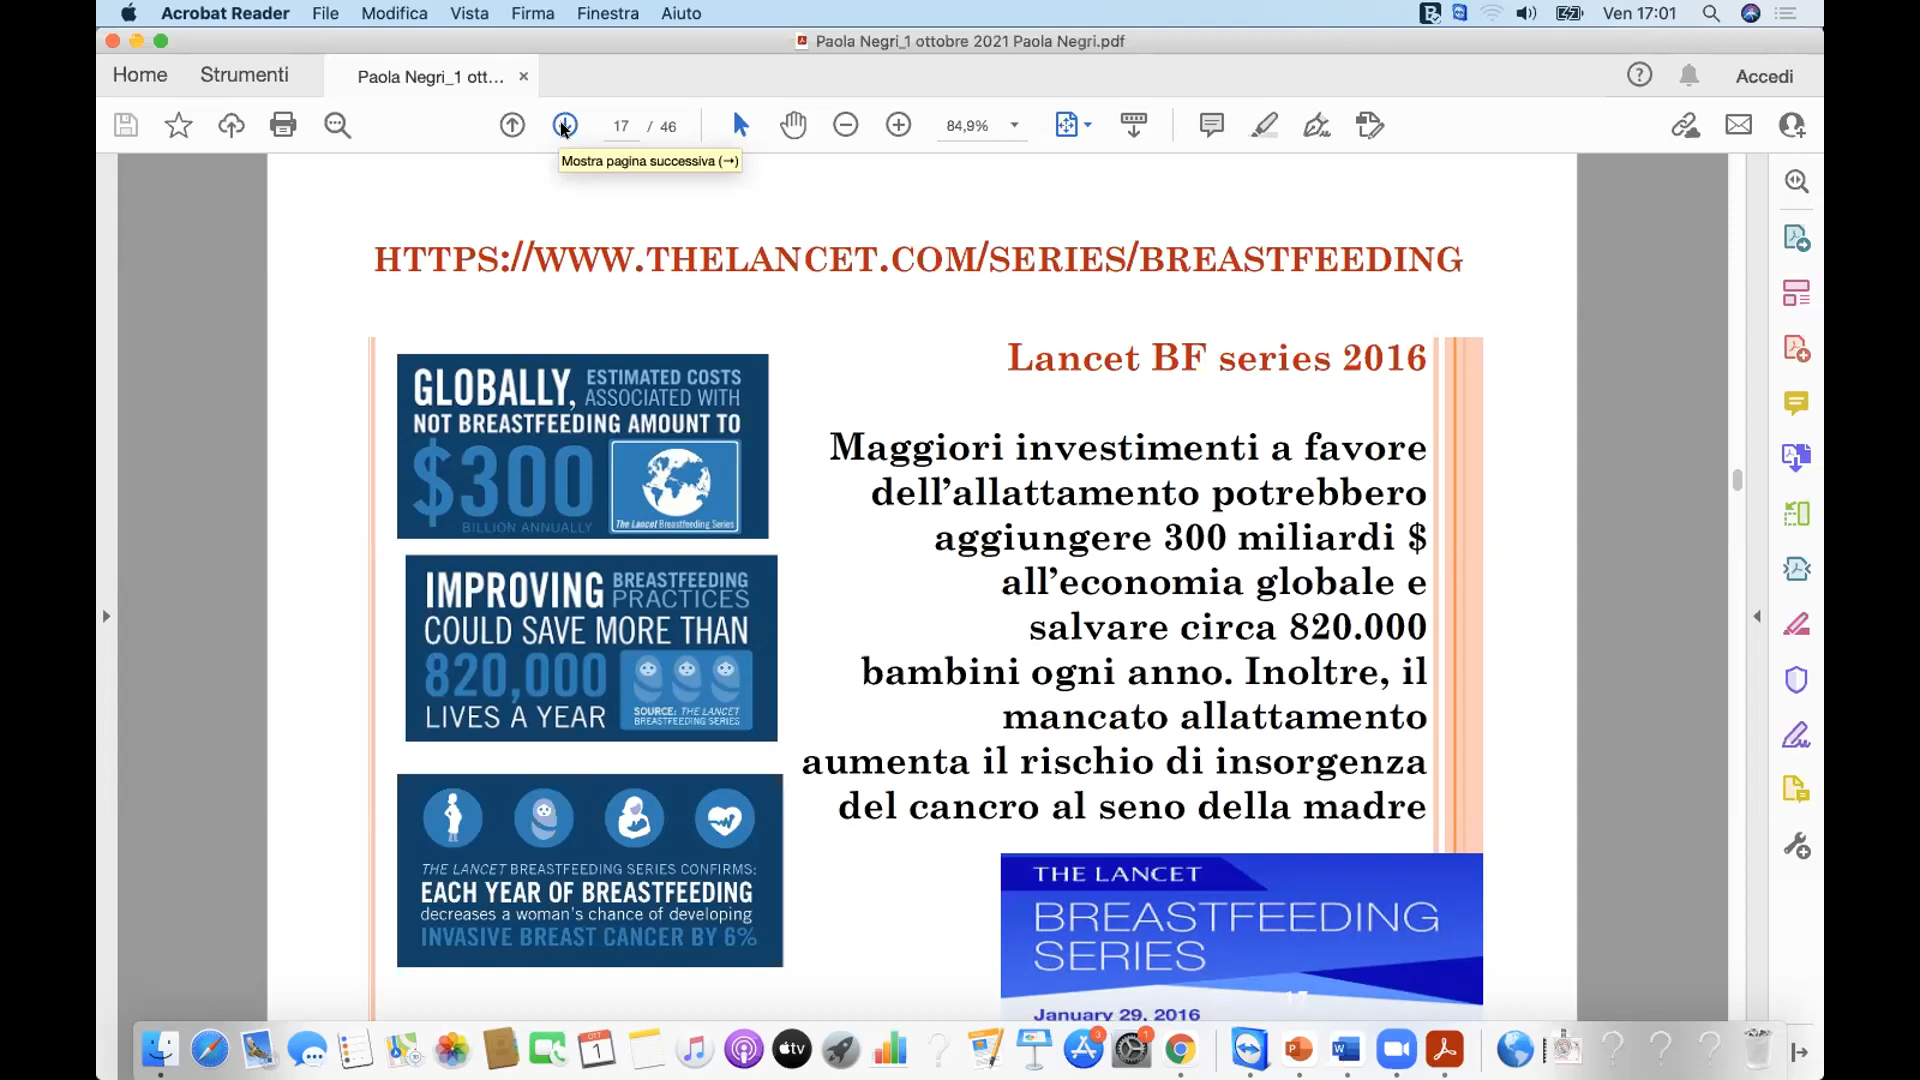 Acrobat Reader File Modifica Vista Firma Finestra Aiuto Ven 17:01
Paola Negri_1 ottobre 2021 Paola Negri.pdf
Home Strumenti Paola Negri_1 ott... × Accedi
17 / 46 84,9%
Mostra pagina successiva (→)
HTTPS://WWW.THELANCET.COM/SERIES/BREASTFEEDING
GLOBALLY, ESTIMATED COSTS
ASSOCIATED WITH
NOT BREASTFEEDING AMOUNT TO
$300
BILLION ANNUALLY
The Lancet Breastfeeding Series
IMPROVING BREASTFEEDING
PRACTICES
COULD SAVE MORE THAN
820,000
LIVES A YEAR
SOURCE: THE LANCET
BREASTFEEDING SERIES
THE LANCET BREASTFEEDING SERIES CONFIRMS:
EACH YEAR OF BREASTFEEDING
decreases a woman's chance of developing
INVASIVE BREAST CANCER BY 6%
Lancet BF series 2016
Maggiori investimenti a favore
dell'allattamento potrebbero
aggiungere 300 miliardi $
all'economia globale e
salvare circa 820.000
bambini ogni anno. Inoltre, il
mancato allattamento
aumenta il rischio di insorgenza
del cancro al seno della madre
THE LANCET
BREASTFEEDING
SERIES
17
January 29, 2016
OTT
1
3
1
tv